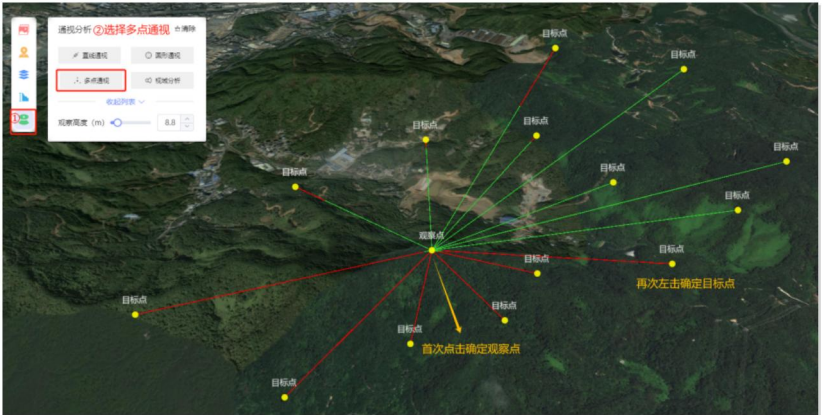 通视分析②选择多点通视 清除
直线通视 圆形通视
多点通视 视域分析
收起列表
①
观察高度（m） 8.8
目标点
目标点
目标点
目标点
目标点
目标点
目标点
目标点
观察点
目标点
目标点
再次左击确定目标点
目标点
目标点
目标点
首次点击确定观察点
目标点